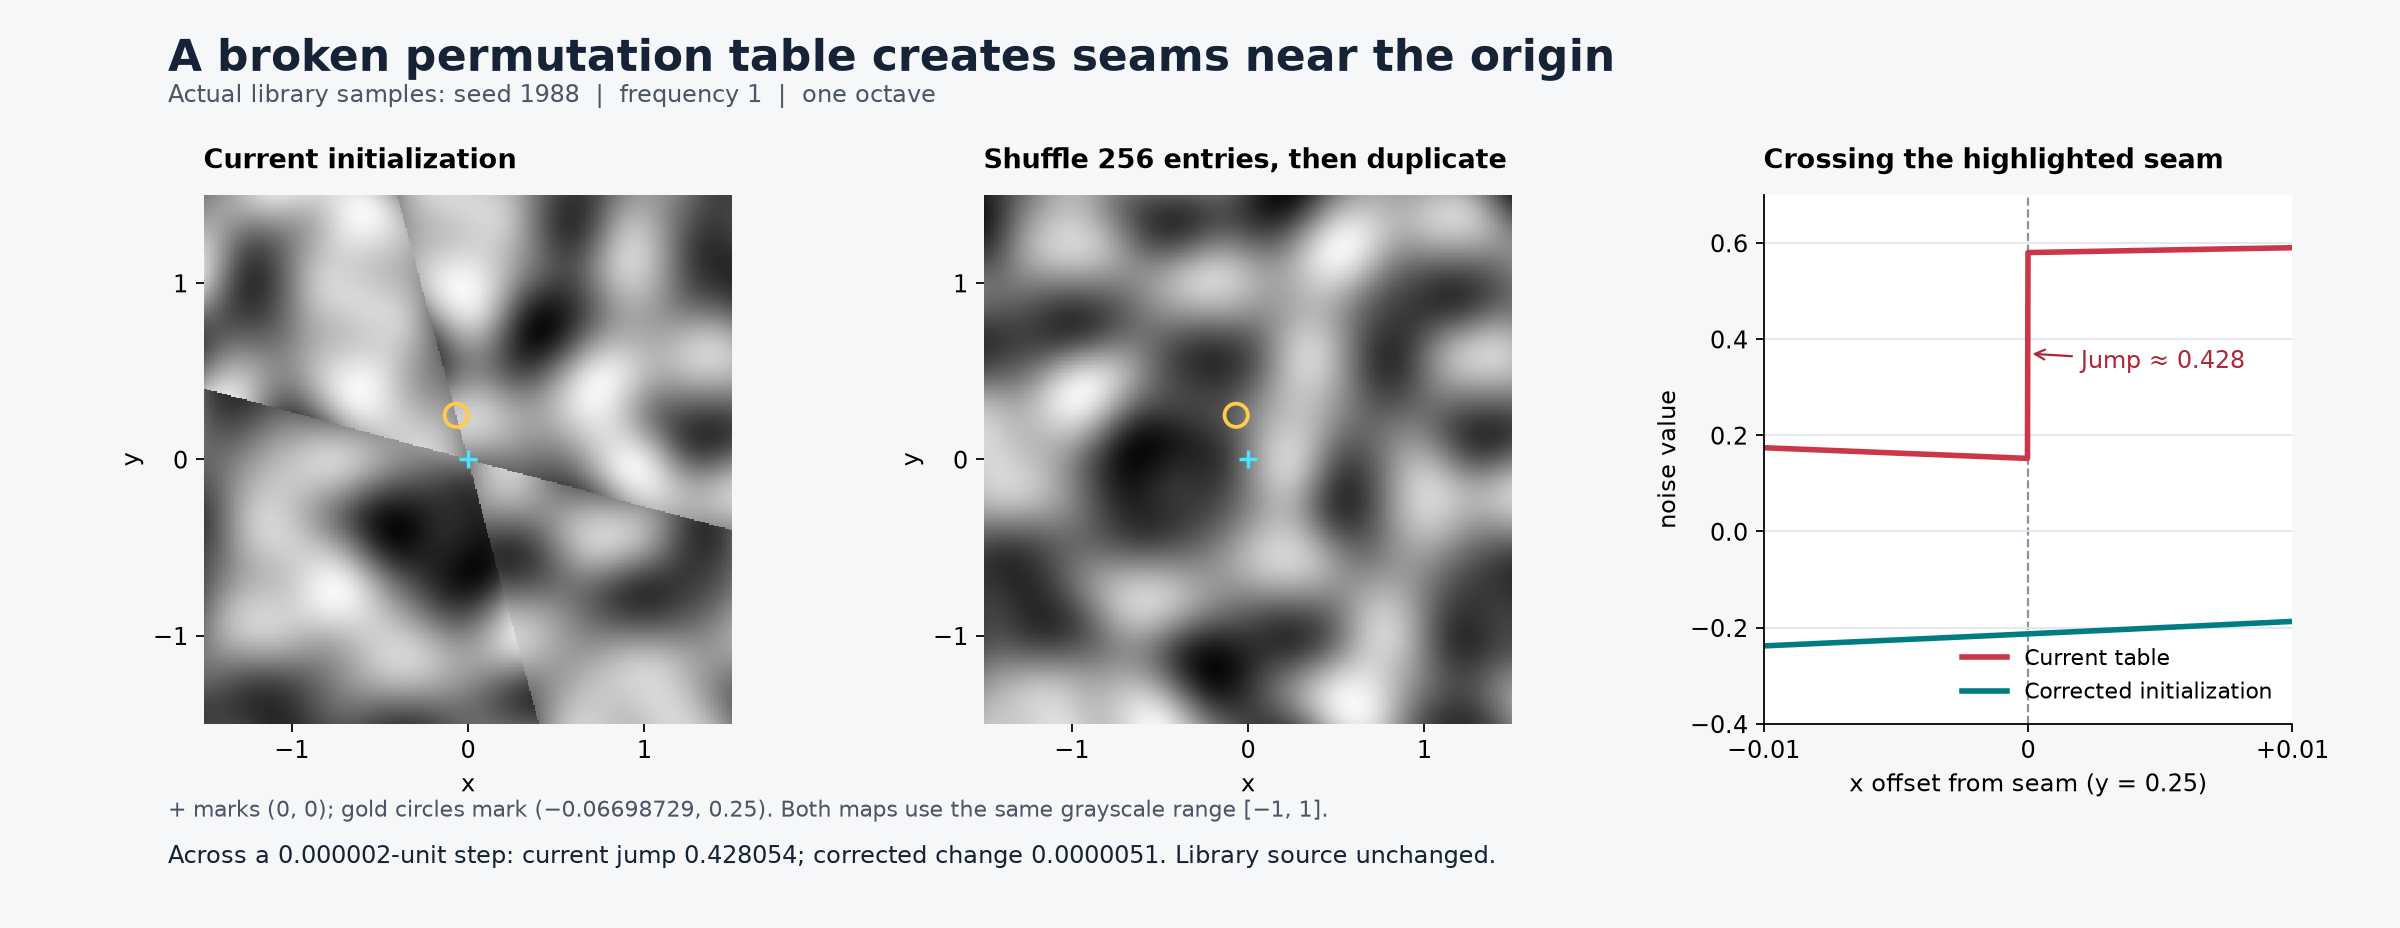 A broken permutation table creates seams near the origin
Actual library samples: seed 1988 | frequency 1 | one octave
Current initialization
1
0
−1
y
−1
0
1
x
Shuffle 256 entries, then duplicate
1
0
−1
y
−1
0
1
x
Crossing the highlighted seam
0.6
0.4
0.2
0.0
−0.2
−0.4
noise value
Jump ≈ 0.428
Current table
Corrected initialization
−0.01
0
+0.01
x offset from seam (y = 0.25)
+ marks (0, 0); gold circles mark (−0.06698729, 0.25). Both maps use the same grayscale range [−1, 1].
Across a 0.000002-unit step: current jump 0.428054; corrected change 0.0000051. Library source unchanged.